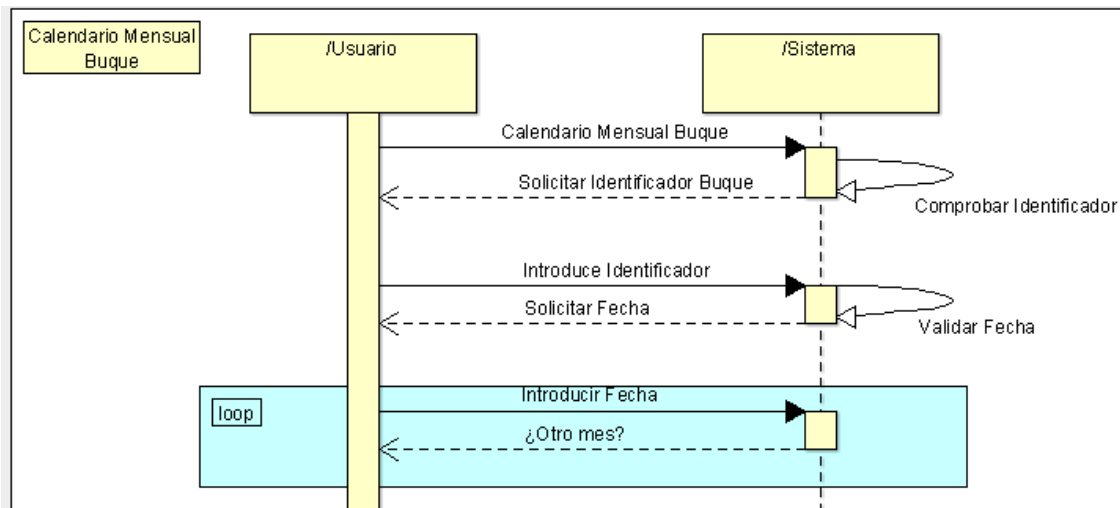 Calendario Mensual
Buque
/Usuario
/Sistema
Calendario Mensual Buque
Solicitar Identificador Buque
Comprobar Identificador
Introduce Identificador
Solicitar Fecha
Validar Fecha
loop
Introducir Fecha
¿Otro mes?